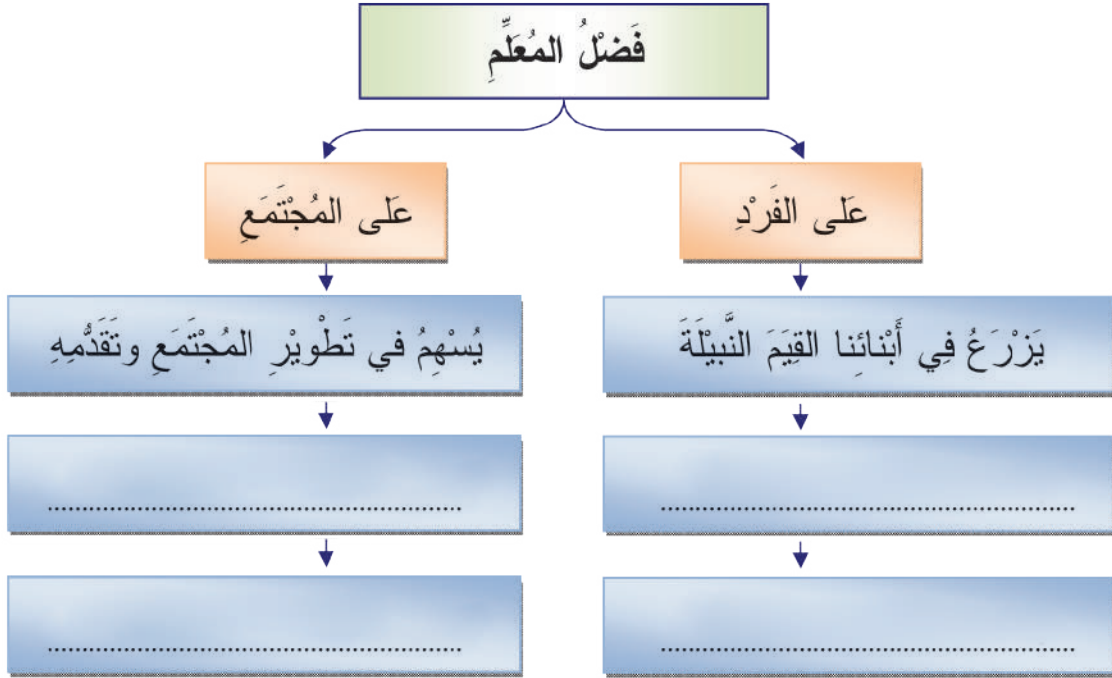 فَضْلُ المُعَلِّمِ
عَلى الفَرْدِ
عَلى المُجْتَمَعِ
يَزْرَعُ فِي أَبْنائِنا القِيَمَ النَّبيْلَةَ
يُسْهِمُ في تَطْويْرِ المُجْتَمَعِ وتَقَدُّمِهِ
..........................................................
..........................................................
..........................................................
..........................................................